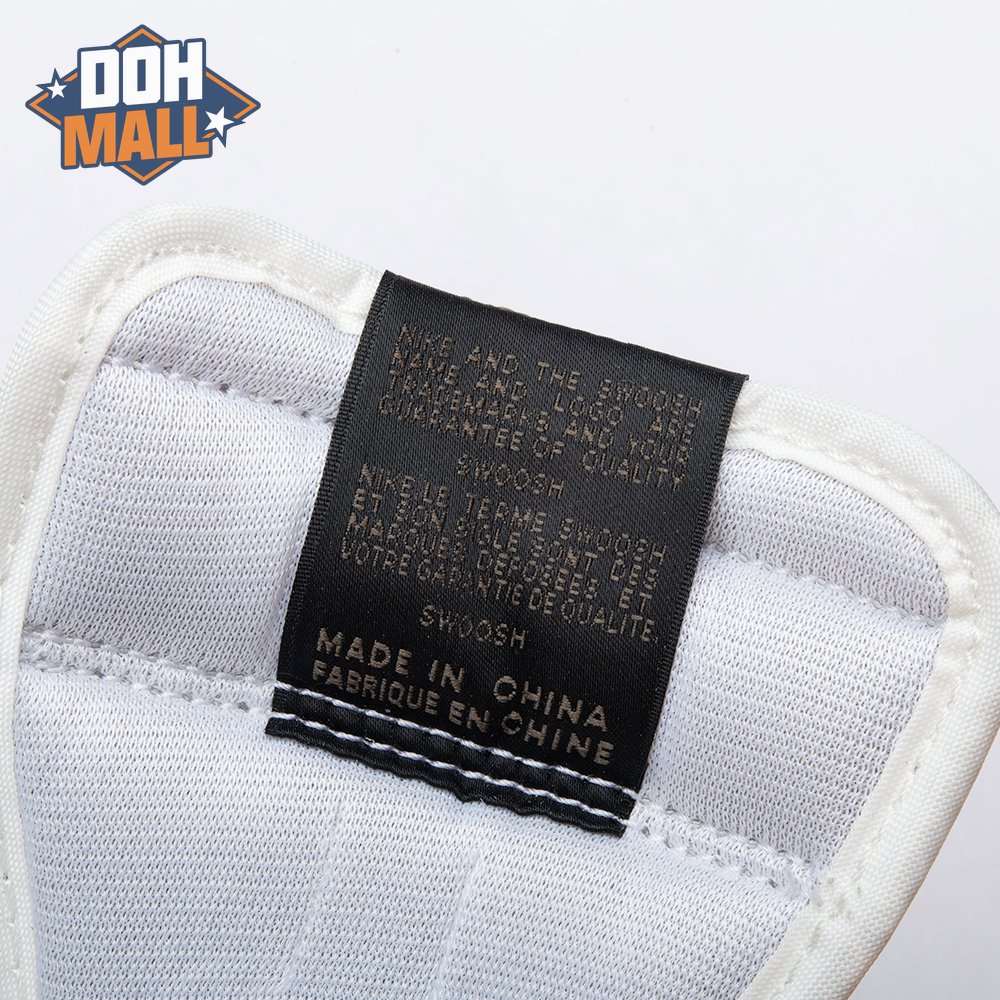 DOH
MALL
NIKE AND THE SWOOSH
NAME AND LOGO ARE
TRADEMARKS AND YOUR
GUARANTEE OF QUALITY
SWOOSH
NIKE LE TERME SWOOSH
ET SON SIGLE SONT DES
MARQUES DEPOSEES ET
VOTRE GARANTIE DE QUALITE.
SWOOSH
MADE IN CHINA
FABRIQUE EN CHINE